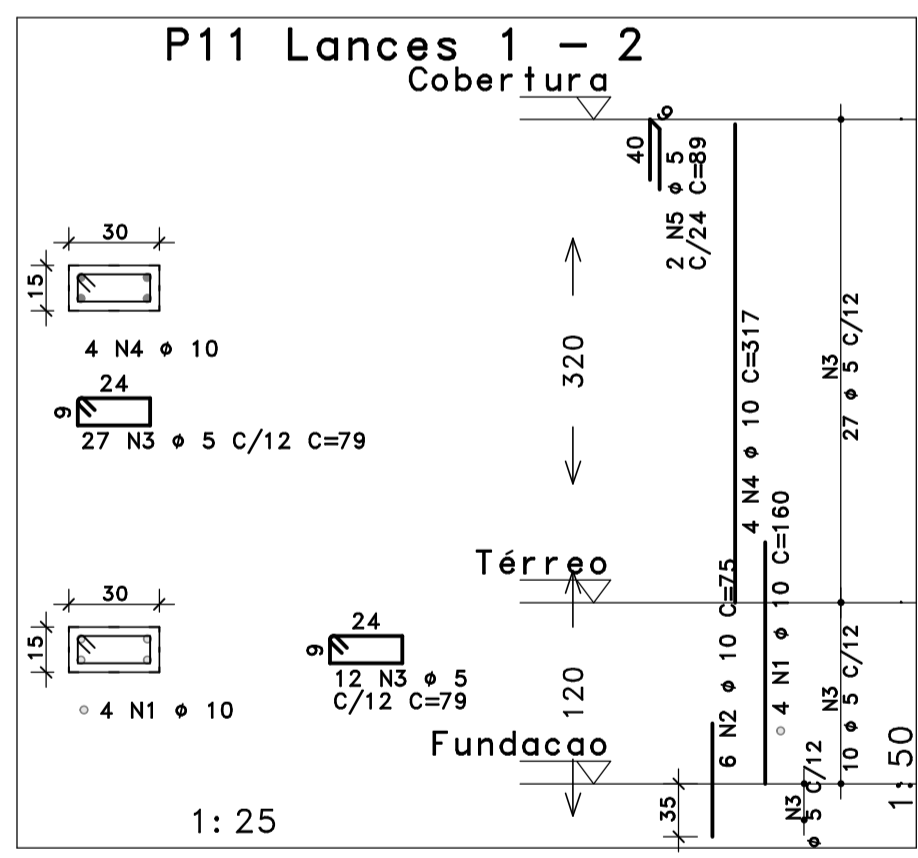 P11 Lances 1 – 2
Cobertura
40
6
2 N5 ϕ 5
C/24 C=89
30
15
4 N4 ϕ 10
24
9
27 N3 ϕ 5 C/12 C=79
320
4 N4 ϕ 10 C=317
N3
27 ϕ 5 C/12
Térreo
30
15
4 N1 ϕ 10
24
9
12 N3 ϕ 5
C/12 C=79
120
6 N2 ϕ 10 C=75
4 N1 ϕ 10 C=160
N3
10 ϕ 5 C/12
Fundacao
35
N3
ϕ 5 C/12
1:25
1:50